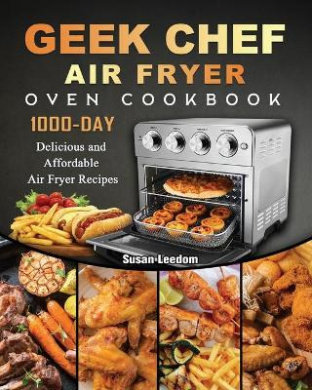 GEEK CHEF
AIR FRYER
OVEN COOKBOOK
1000-DAY
Delicious and
Affordable
Air Fryer Recipes
Susan Leedom